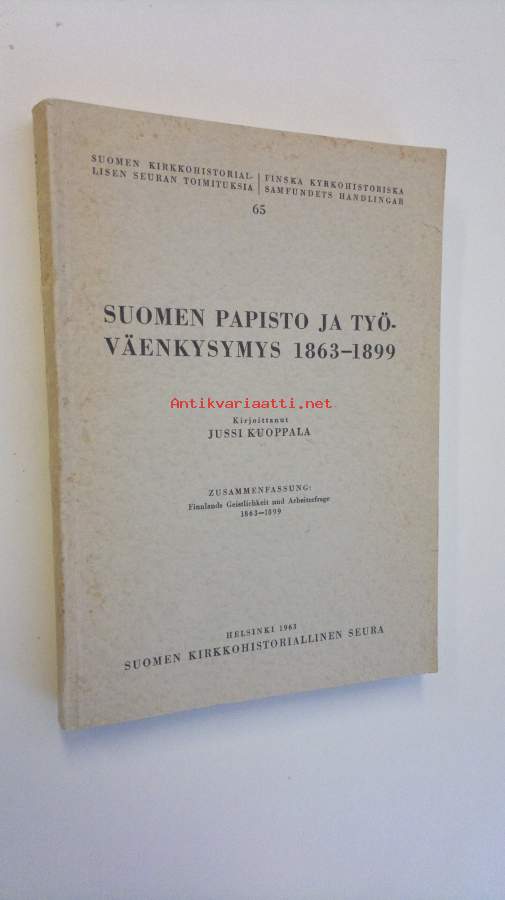 SUOMEN KIRKKOHISTORIAL- | FINSKA KYRKOHISTORISKA
LISEN SEURAN TOIMITUKSIA | SAMFUNDETS HANDLINGAR
65
SUOMEN PAPISTO JA TYÖ-
VÄENKYSYMYS 1863–1899
Antikvariaatti.net
Kirjoittanut
JUSSI KUOPPALA
ZUSAMMENFASSUNG:
Finnlands Geistlichkeit und Arbeiterfrage
1863—1899
HELSINKI 1963
SUOMEN KIRKKOHISTORIALLINEN SEURA